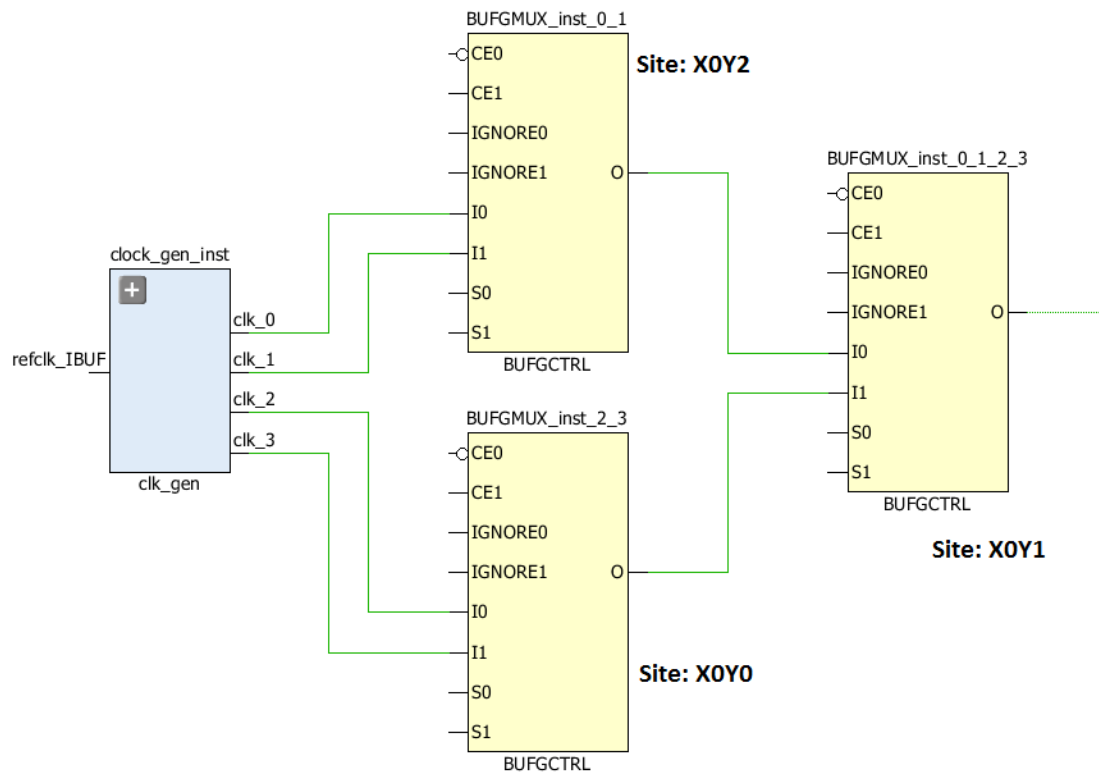 BUFGMUX_inst_0_1
CE0
CE1
IGNORE0
IGNORE1
O
I0
I1
S0
S1
BUFGCTRL
Site: X0Y2
clock_gen_inst
+
refclk_IBUF
clk_0
clk_1
clk_2
clk_3
clk_gen
BUFGMUX_inst_2_3
CE0
CE1
IGNORE0
IGNORE1
O
I0
I1
S0
S1
BUFGCTRL
Site: X0Y0
BUFGMUX_inst_0_1_2_3
CE0
CE1
IGNORE0
IGNORE1
O
I0
I1
S0
S1
BUFGCTRL
Site: X0Y1